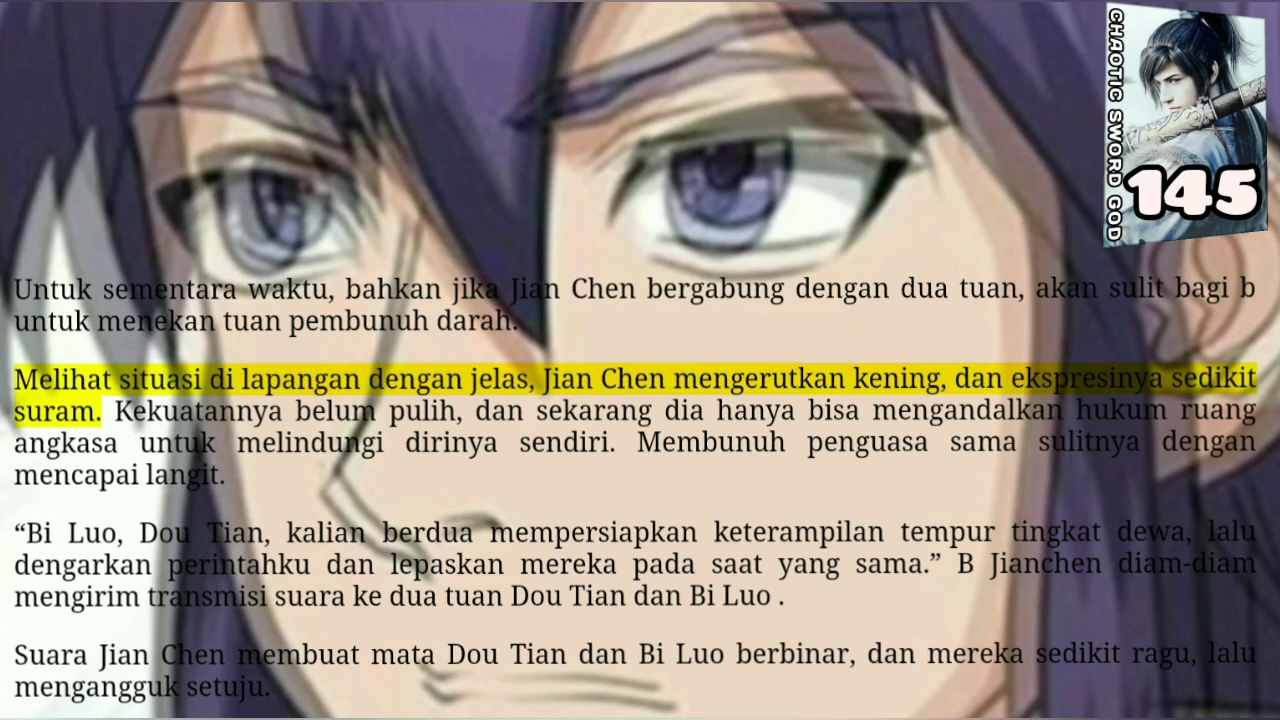 CHAOTIC SWORD GOD
145
Untuk sementara waktu, bahkan jika Jian Chen bergabung dengan dua tuan, akan sulit bagi b
untuk menekan tuan pembunuh darah.
Melihat situasi di lapangan dengan jelas, Jian Chen mengerutkan kening, dan ekspresinya sedikit
suram. Kekuatannya belum pulih, dan sekarang dia hanya bisa mengandalkan hukum ruang
angkasa untuk melindungi dirinya sendiri. Membunuh penguasa sama sulitnya dengan
mencapai langit.
“Bi Luo, Dou Tian, kalian berdua mempersiapkan keterampilan tempur tingkat dewa, lalu
dengarkan perintahku dan lepaskan mereka pada saat yang sama.” B Jianchen diam-diam
mengirim transmisi suara ke dua tuan Dou Tian dan Bi Luo .
Suara Jian Chen membuat mata Dou Tian dan Bi Luo berbinar, dan mereka sedikit ragu, lalu
mengangguk setuju.